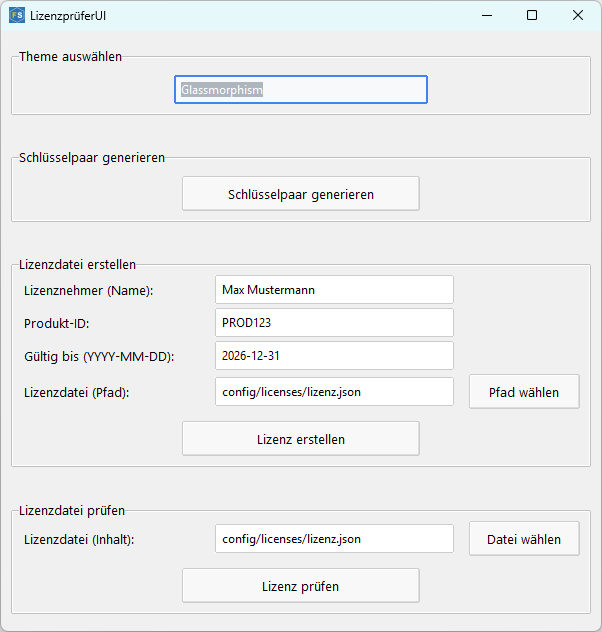 FS LizenzprüferUI
Theme auswählen
Glassmorphism
Schlüsselpaar generieren
Schlüsselpaar generieren
Lizenzdatei erstellen
Lizenznehmer (Name): Max Mustermann
Produkt-ID: PROD123
Gültig bis (YYYY-MM-DD): 2026-12-31
Lizenzdatei (Pfad): config/licenses/lizenz.json Pfad wählen
Lizenz erstellen
Lizenzdatei prüfen
Lizenzdatei (Inhalt): config/licenses/lizenz.json Datei wählen
Lizenz prüfen